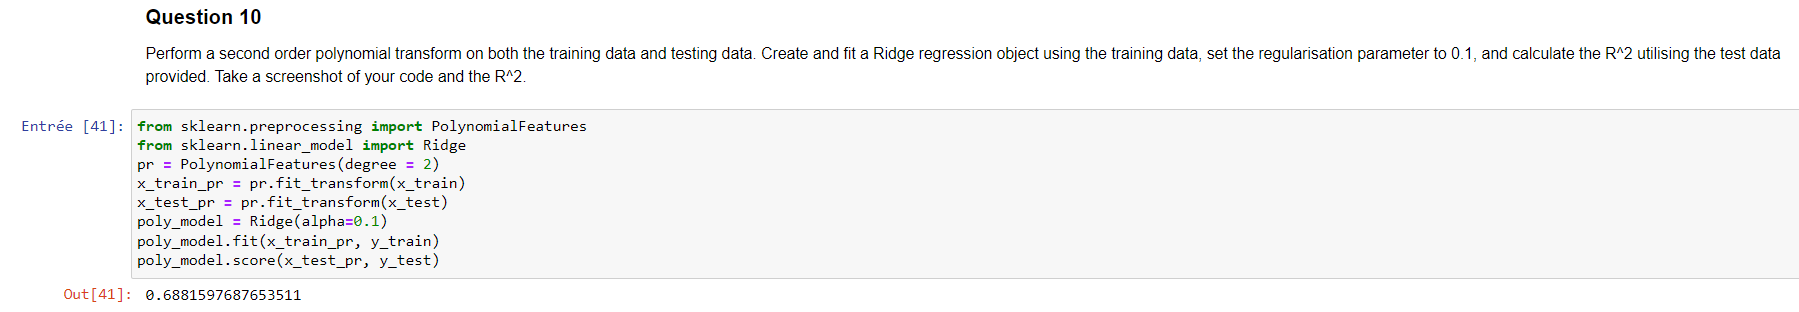 Question 10
Perform a second order polynomial transform on both the training data and testing data. Create and fit a Ridge regression object using the training data, set the regularisation parameter to 0.1, and calculate the R^2 utilising the test data
provided. Take a screenshot of your code and the R^2.
Entrée [41]: from sklearn.preprocessing import PolynomialFeatures
from sklearn.linear_model import Ridge
pr = PolynomialFeatures(degree = 2)
x_train_pr = pr.fit_transform(x_train)
x_test_pr = pr.fit_transform(x_test)
poly_model = Ridge(alpha=0.1)
poly_model.fit(x_train_pr, y_train)
poly_model.score(x_test_pr, y_test)
Out[41]: 0.6881597687653511